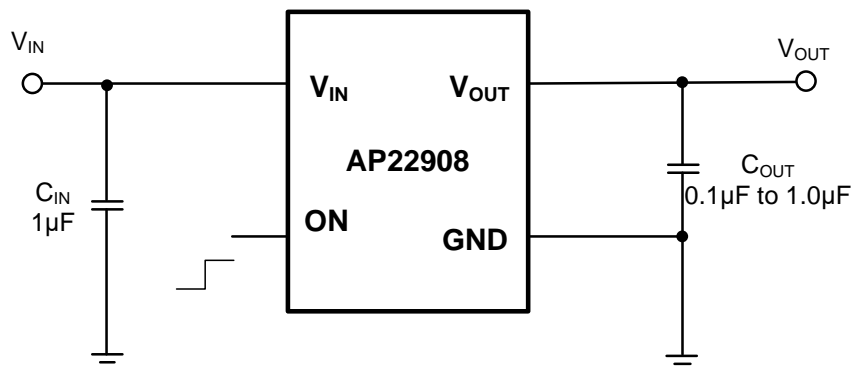 VIN
VOUT
VIN
VOUT
AP22908
CIN
1µF
COUT
0.1µF to 1.0µF
ON
GND